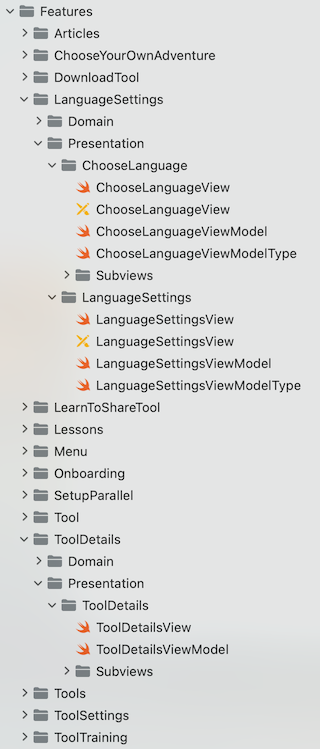 Features
Articles
ChooseYourOwnAdventure
DownloadTool
LanguageSettings
Domain
Presentation
ChooseLanguage
ChooseLanguageView
ChooseLanguageView
ChooseLanguageViewModel
ChooseLanguageViewModelType
Subviews
LanguageSettings
LanguageSettingsView
LanguageSettingsView
LanguageSettingsViewModel
LanguageSettingsViewModelType
LearnToShareTool
Lessons
Menu
Onboarding
SetupParallel
Tool
ToolDetails
Domain
Presentation
ToolDetails
ToolDetailsView
ToolDetailsViewModel
Subviews
Tools
ToolSettings
ToolTraining